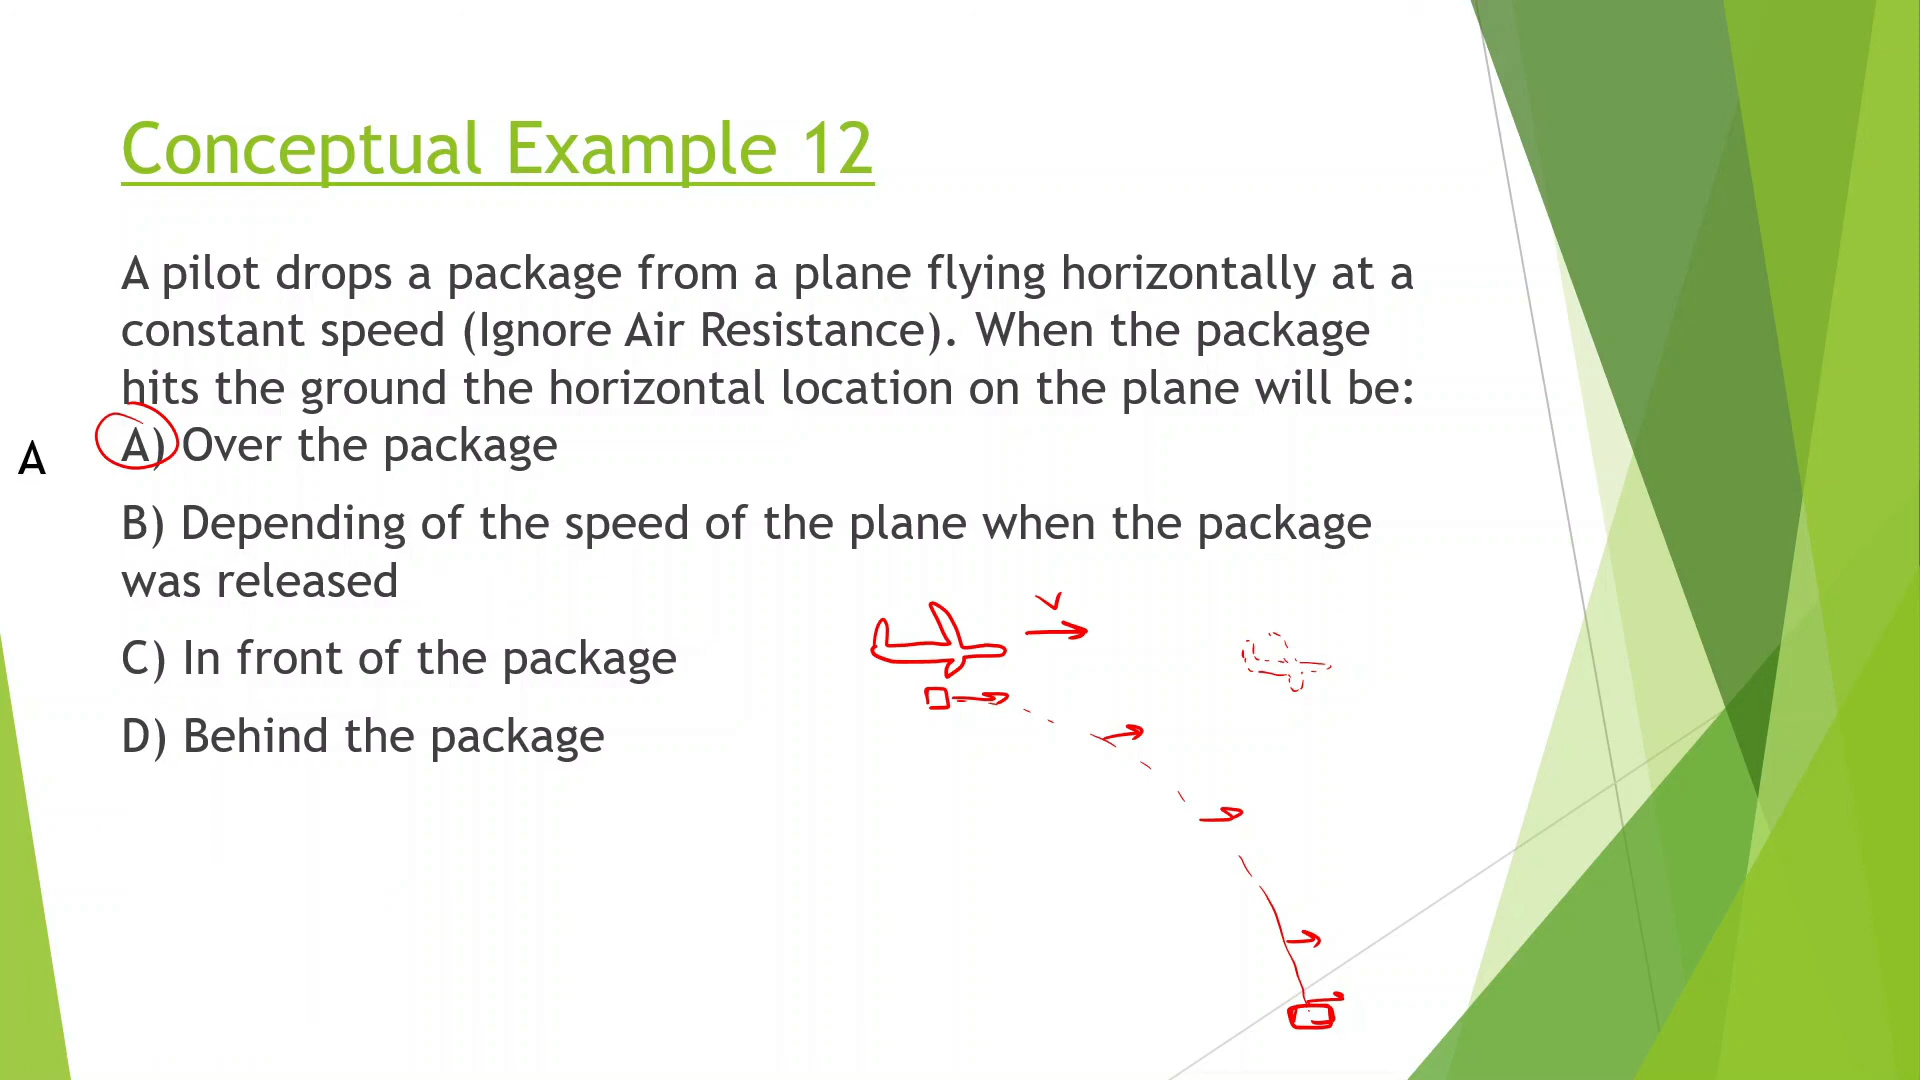 Conceptual Example 12
A pilot drops a package from a plane flying horizontally at a
constant speed (Ignore Air Resistance). When the package
hits the ground the horizontal location on the plane will be:
A) Over the package
A
B) Depending of the speed of the plane when the package
was released
V
C) In front of the package
D) Behind the package